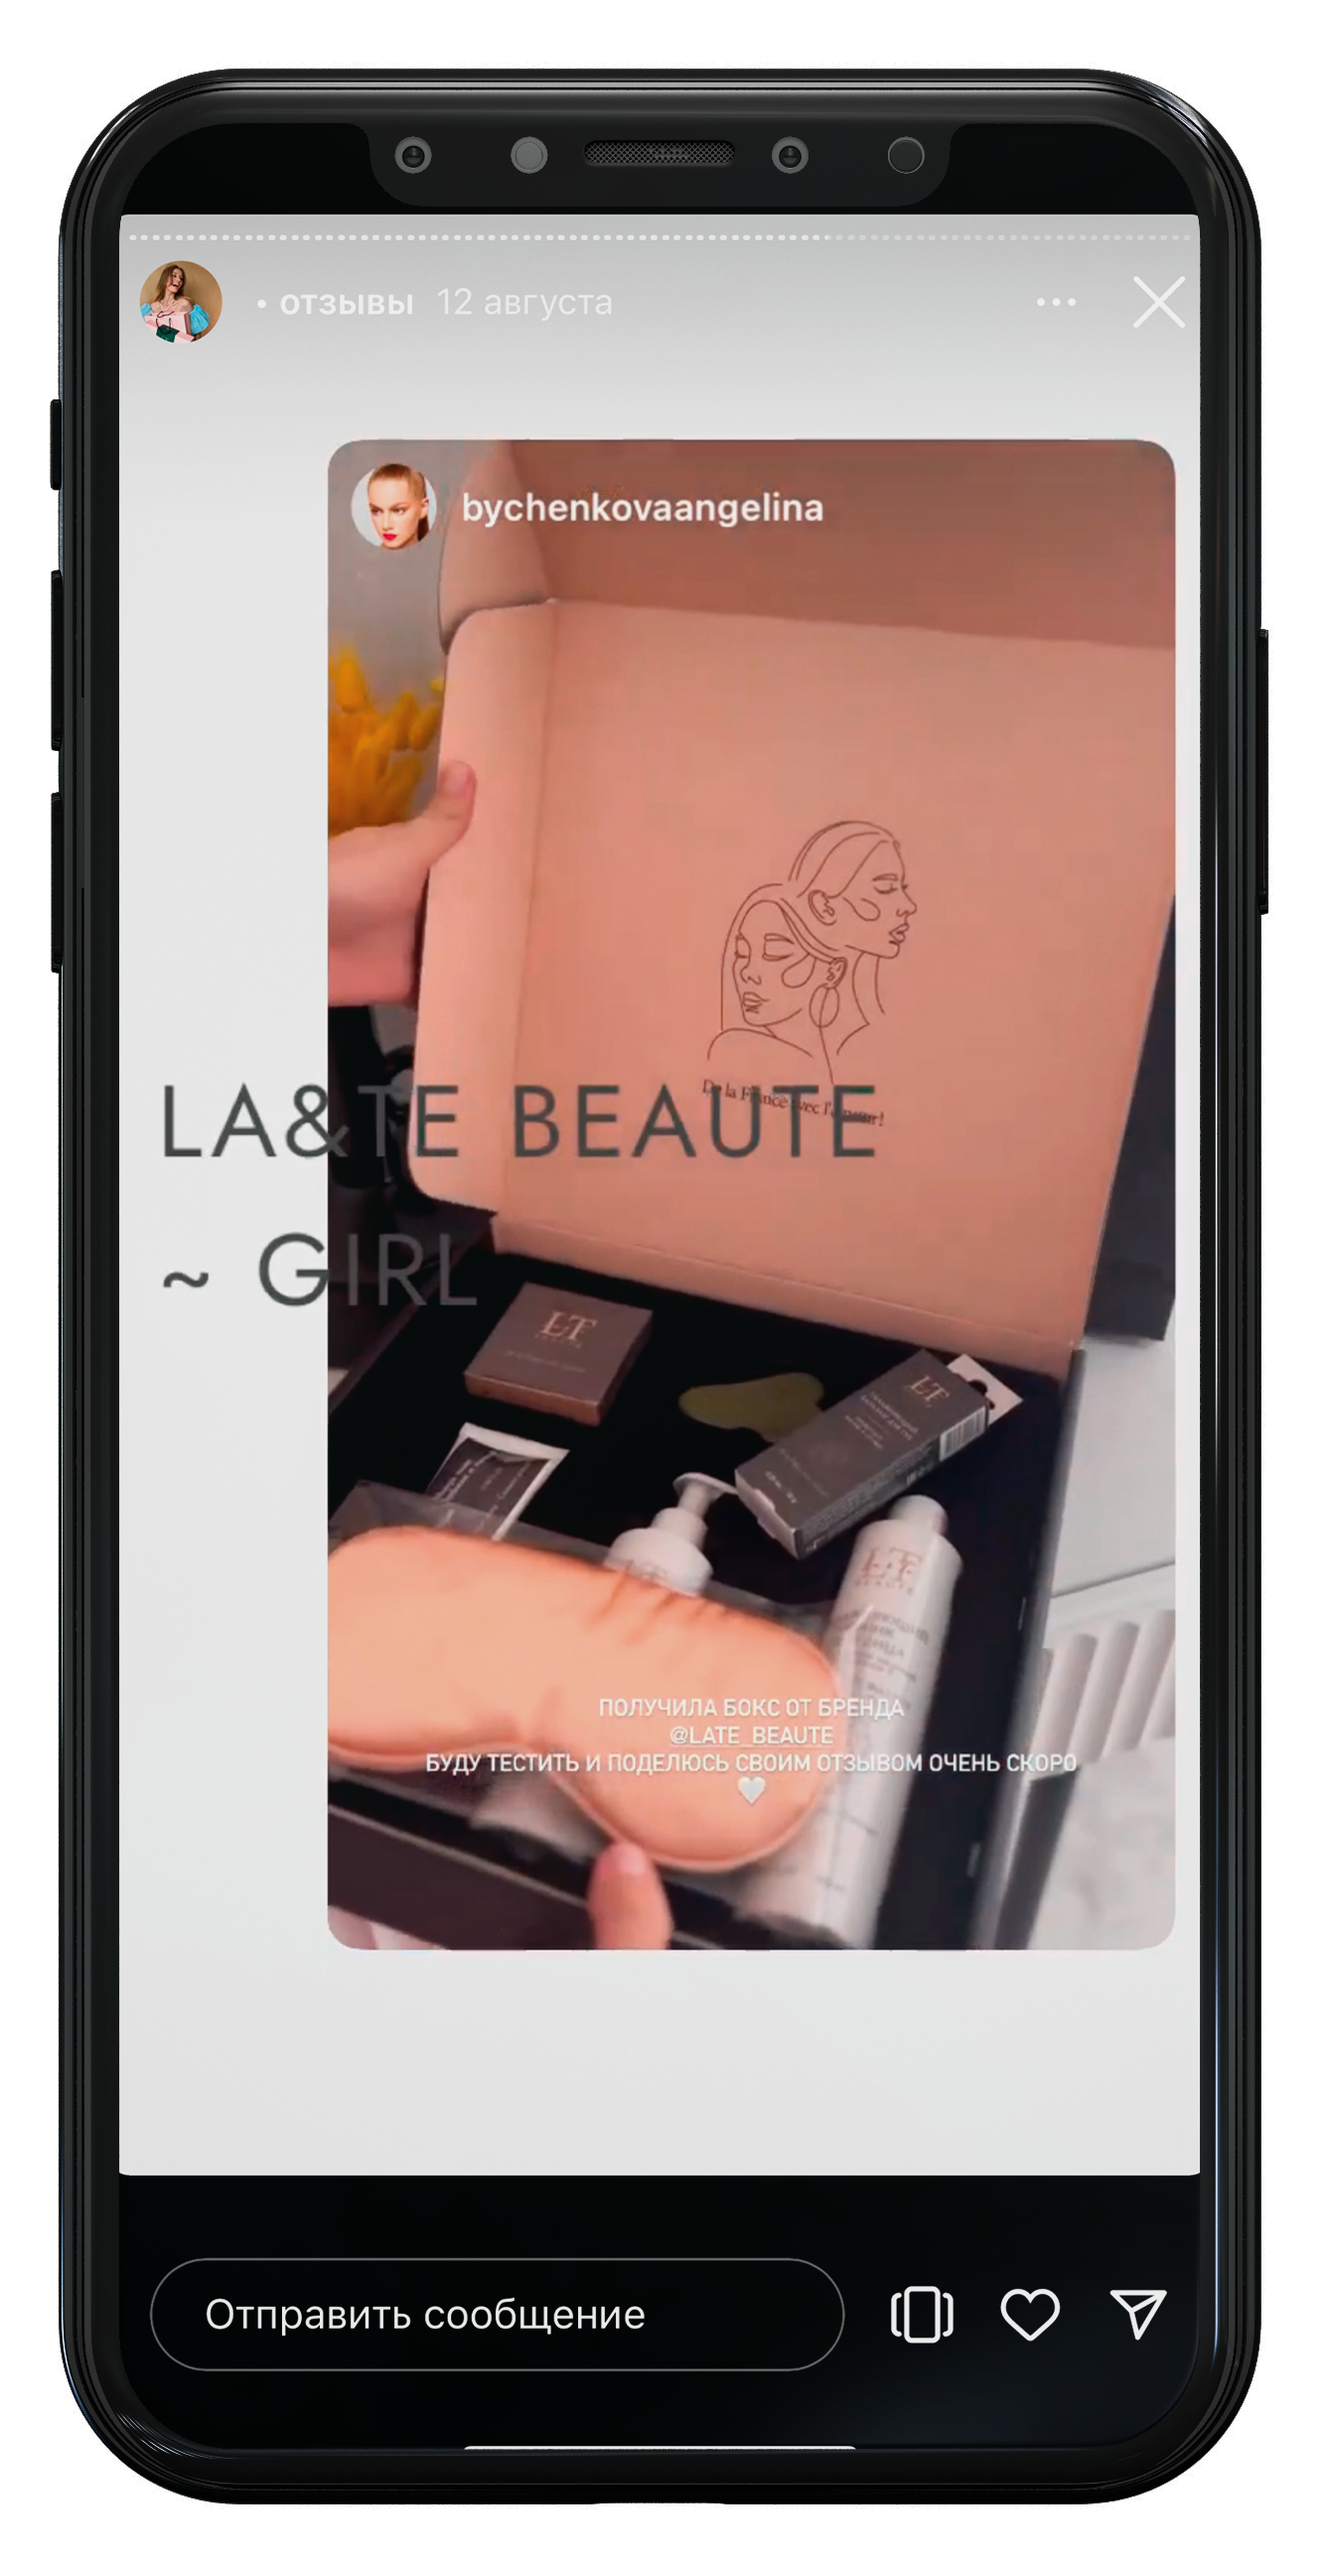 • отзывы 12 августа
bychenkovaangelina
De la France avec l'amour!
LA&TE BEAUTE
~ GIRL
LT
LT
LT
BEAUTE
ПОЛУЧИЛА БОКС ОТ БРЕНДА
@LATE_BEAUTE
БУДУ ТЕСТИТЬ И ПОДЕЛЮСЬ СВОИМ ОТЗЫВОМ ОЧЕНЬ СКОРО
Отправить сообщение